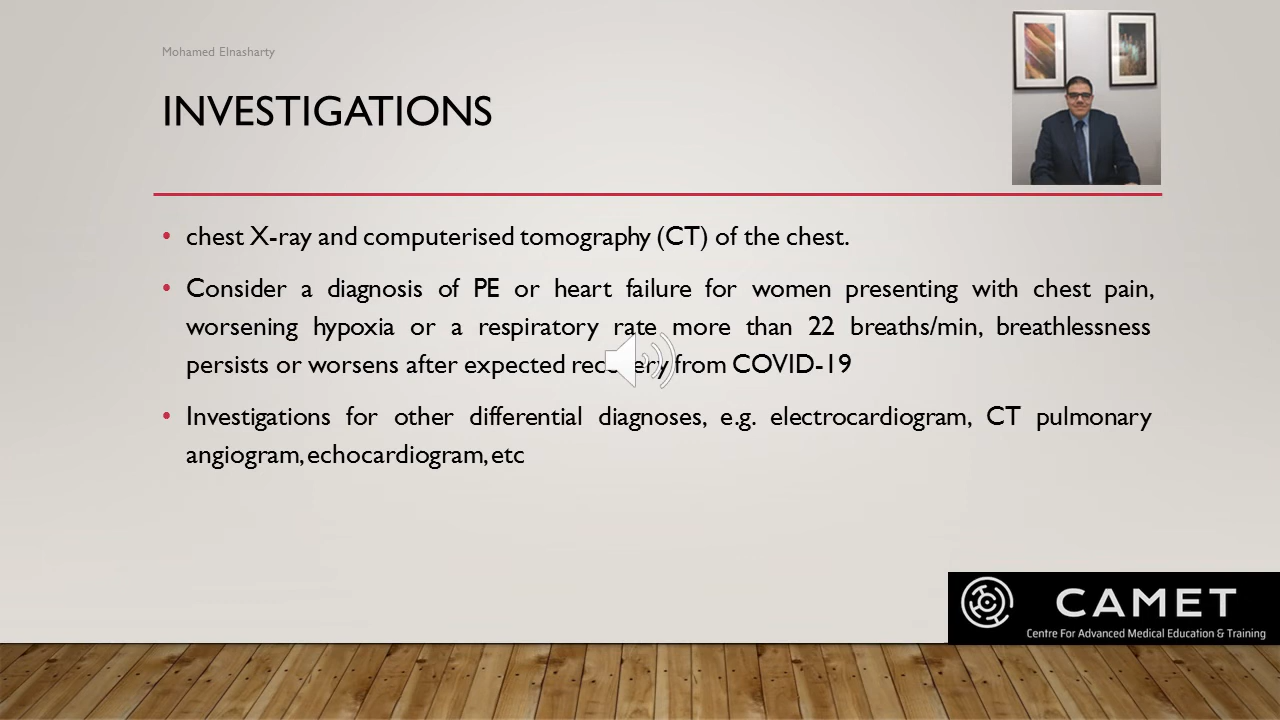 Mohamed Elnasharty
INVESTIGATIONS
• chest X-ray and computerised tomography (CT) of the chest.
• Consider a diagnosis of PE or heart failure for women presenting with chest pain,
worsening hypoxia or a respiratory rate more than 22 breaths/min, breathlessness
persists or worsens after expected recovery from COVID-19
• Investigations for other differential diagnoses, e.g. electrocardiogram, CT pulmonary
angiogram, echocardiogram, etc
CAMET
Centre For Advanced Medical Education & Training